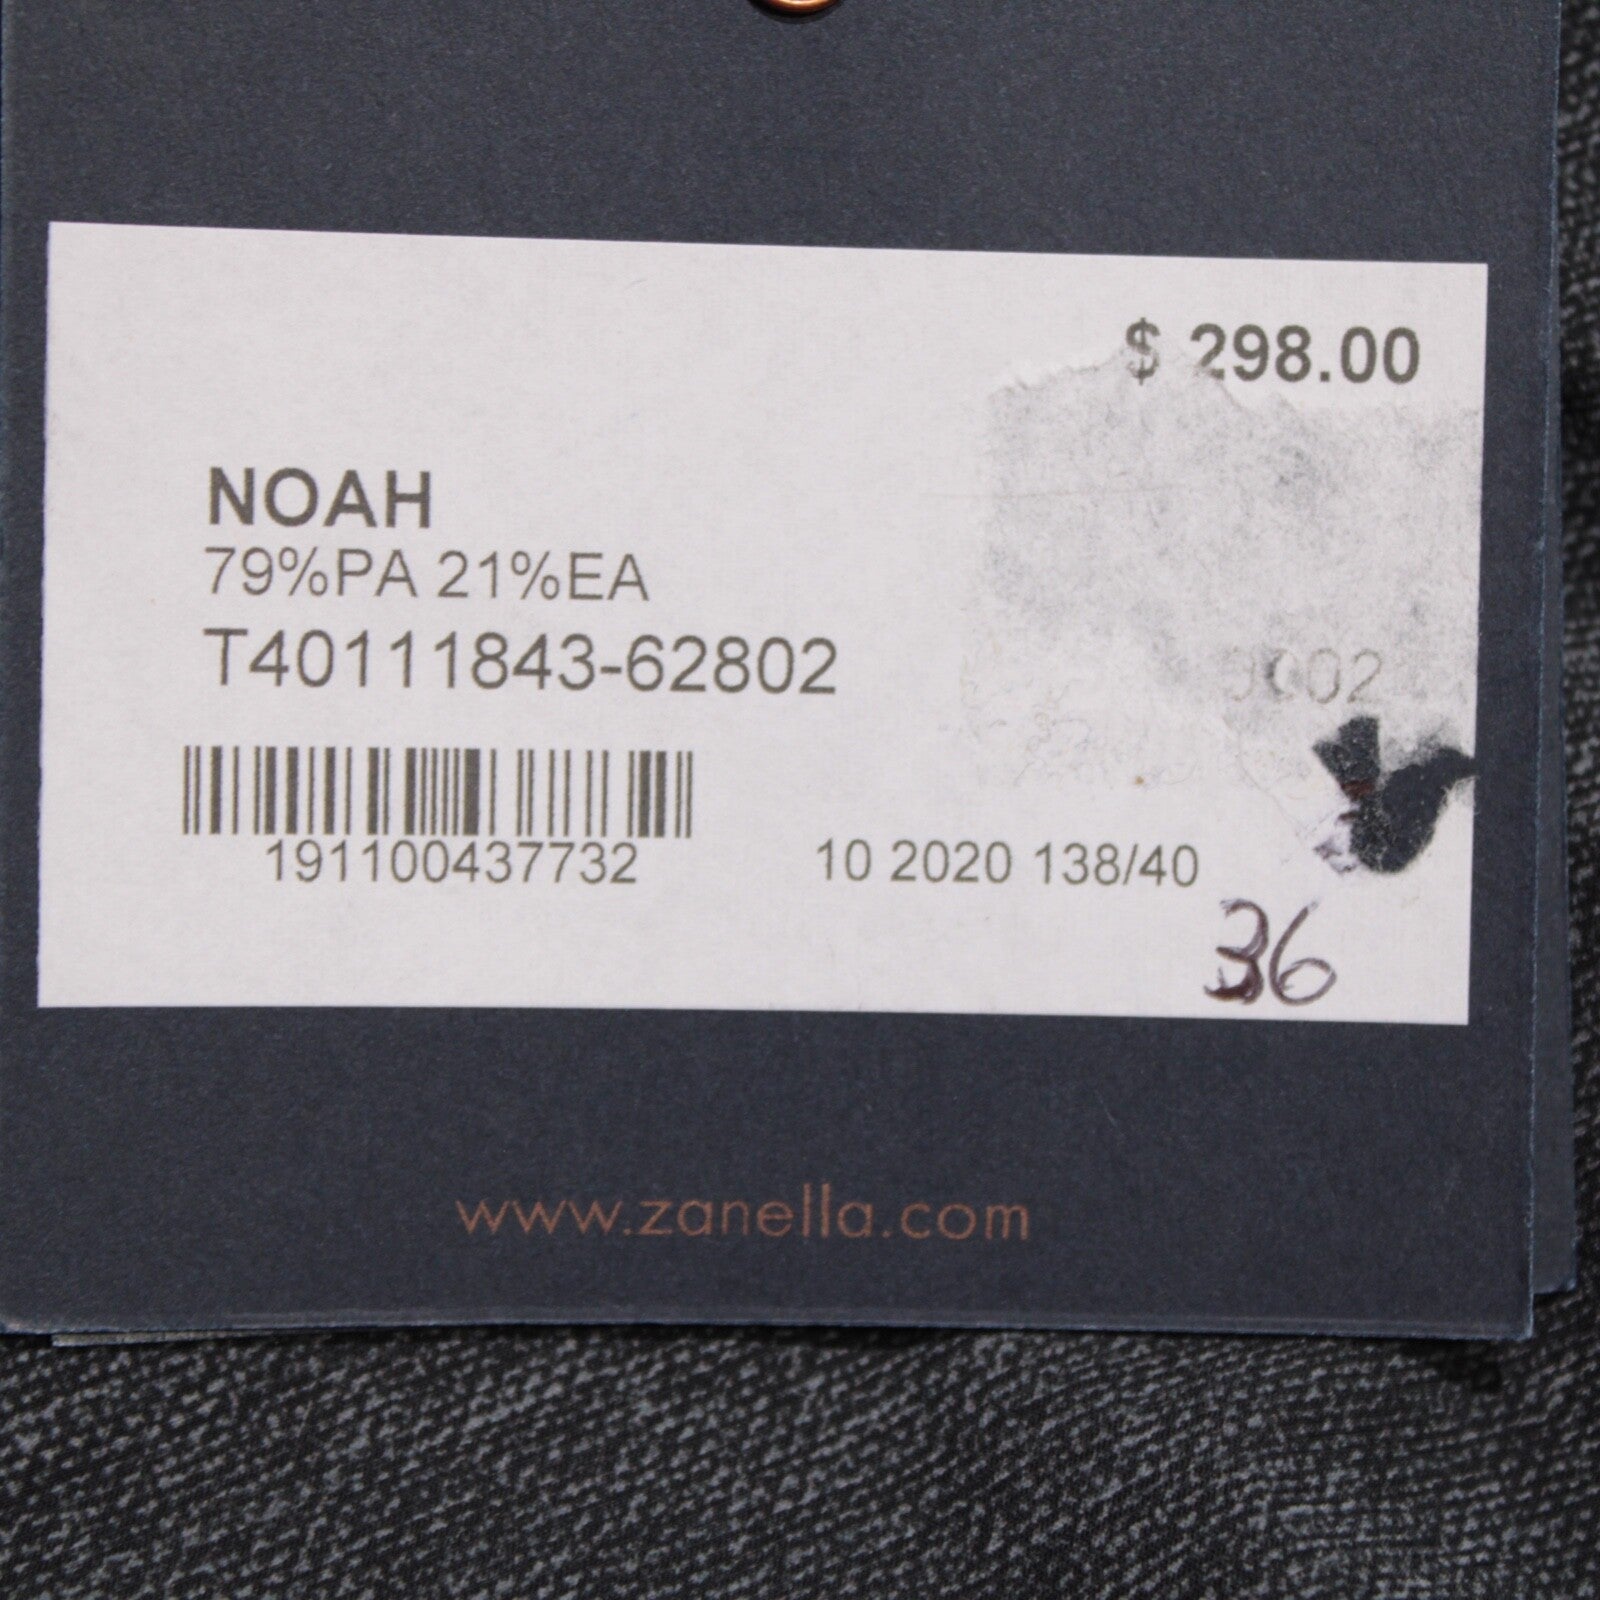 $ 298.00
NOAH
79%PA 21%EA
T40111843-62802
191100437732
10 2020 138/40
36
www.zanella.com